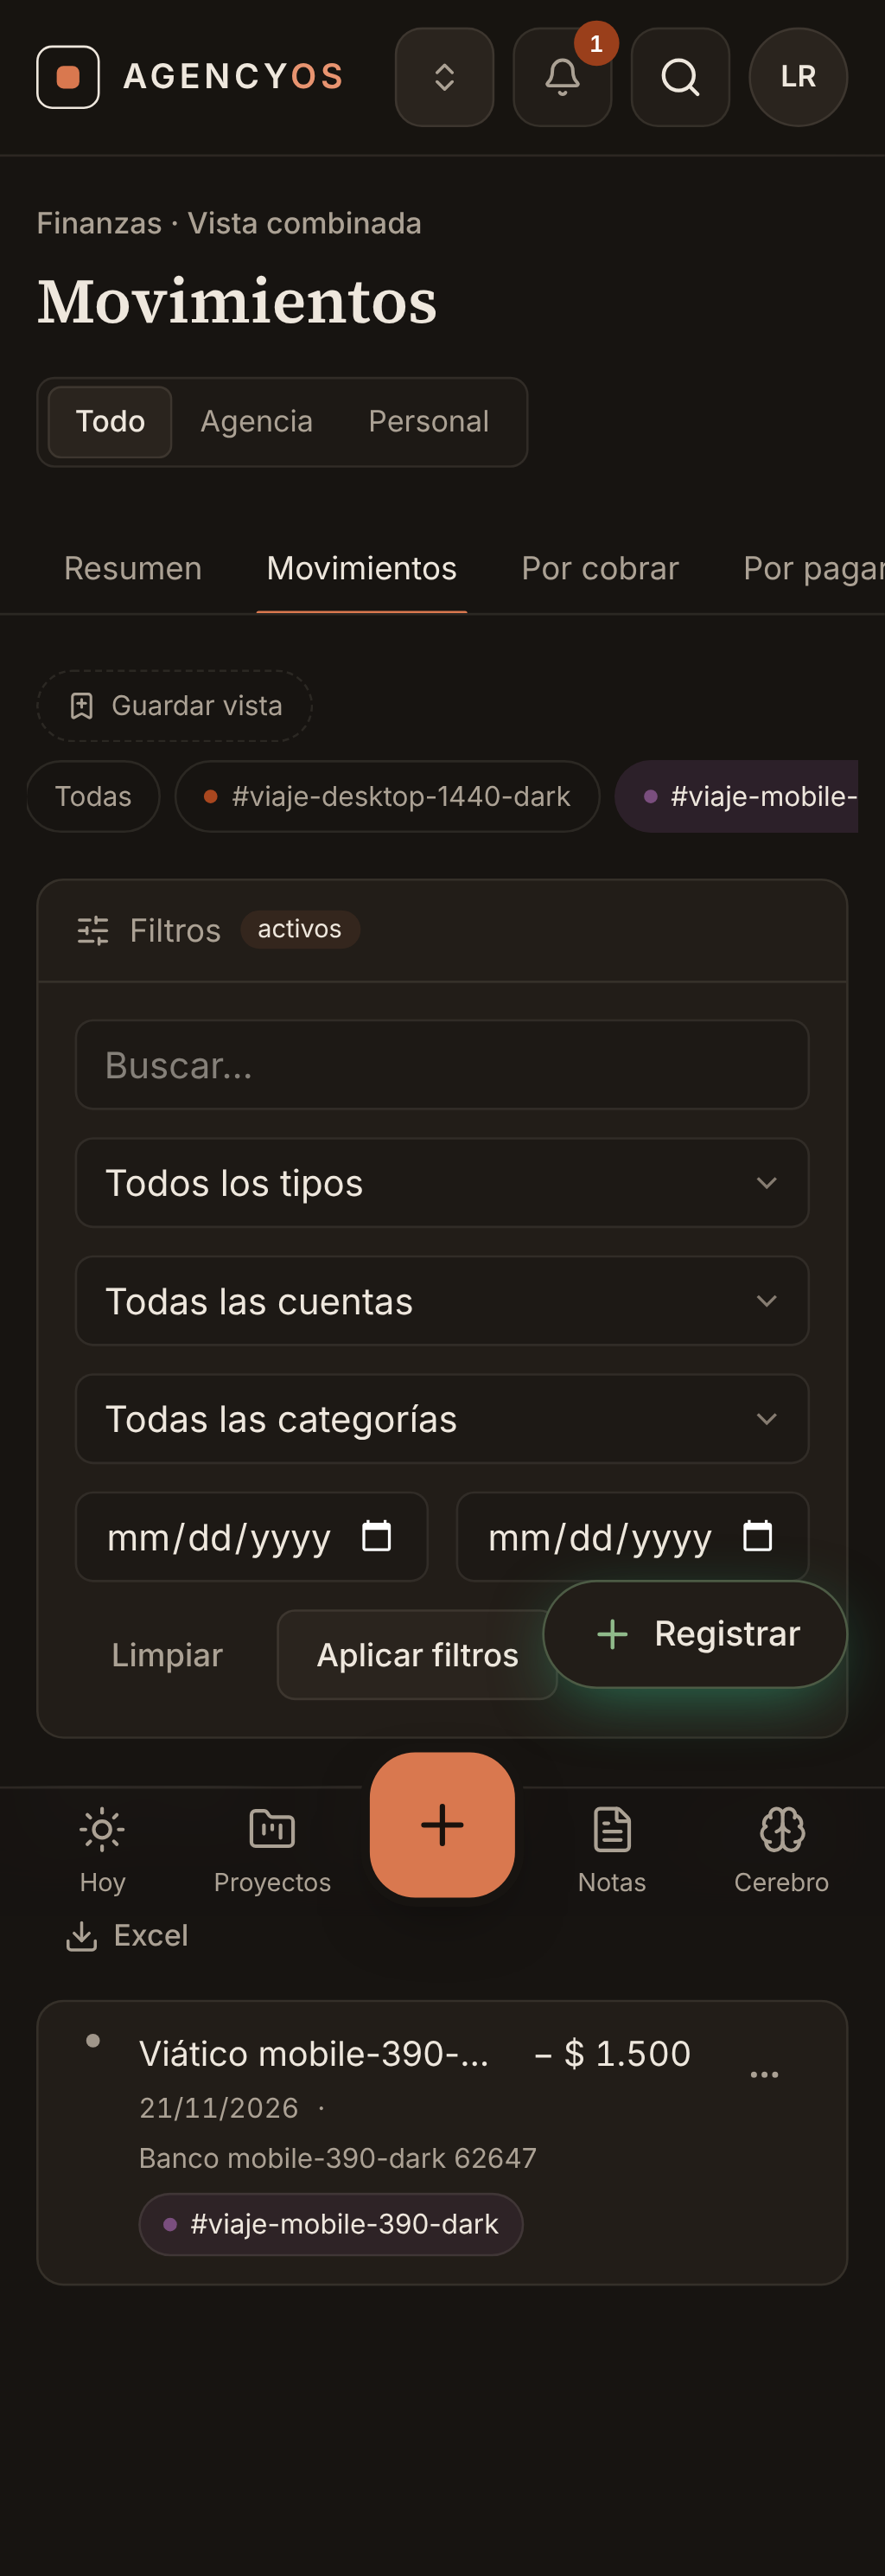 AGENCYOS
1
LR
Finanzas · Vista combinada
Movimientos
Todo Agencia Personal
Resumen Movimientos Por cobrar Por pagar
Guardar vista
Todas #viaje-desktop-1440-dark #viaje-mobile-
Filtros activos
Buscar...
Todos los tipos
Todas las cuentas
Todas las categorías
mm/dd/yyyy mm/dd/yyyy
Limpiar Aplicar filtros + Registrar
Hoy Proyectos + Notas Cerebro
Excel
Viático mobile-390-... − $ 1.500 ...
21/11/2026 ·
Banco mobile-390-dark 62647
#viaje-mobile-390-dark